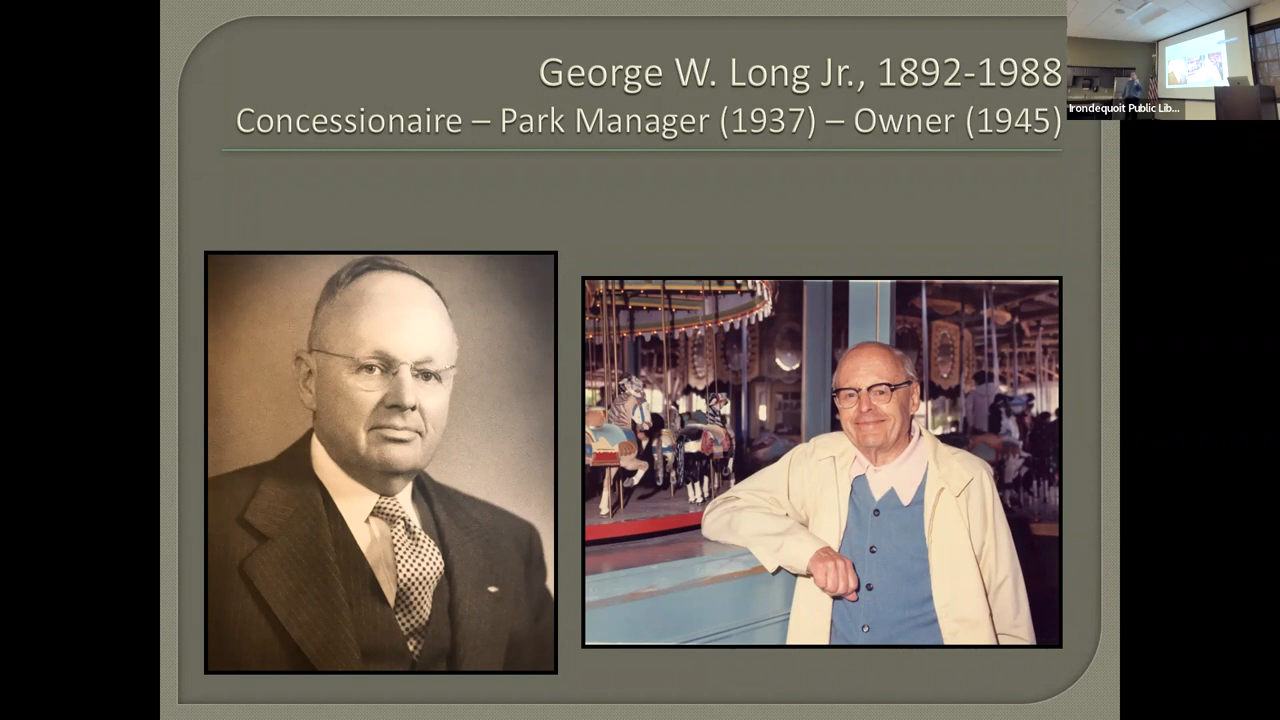 George W. Long Jr., 1892-1988
Concessionaire – Park Manager (1937) – Owner (1945)
Irondequoit Public Lib...